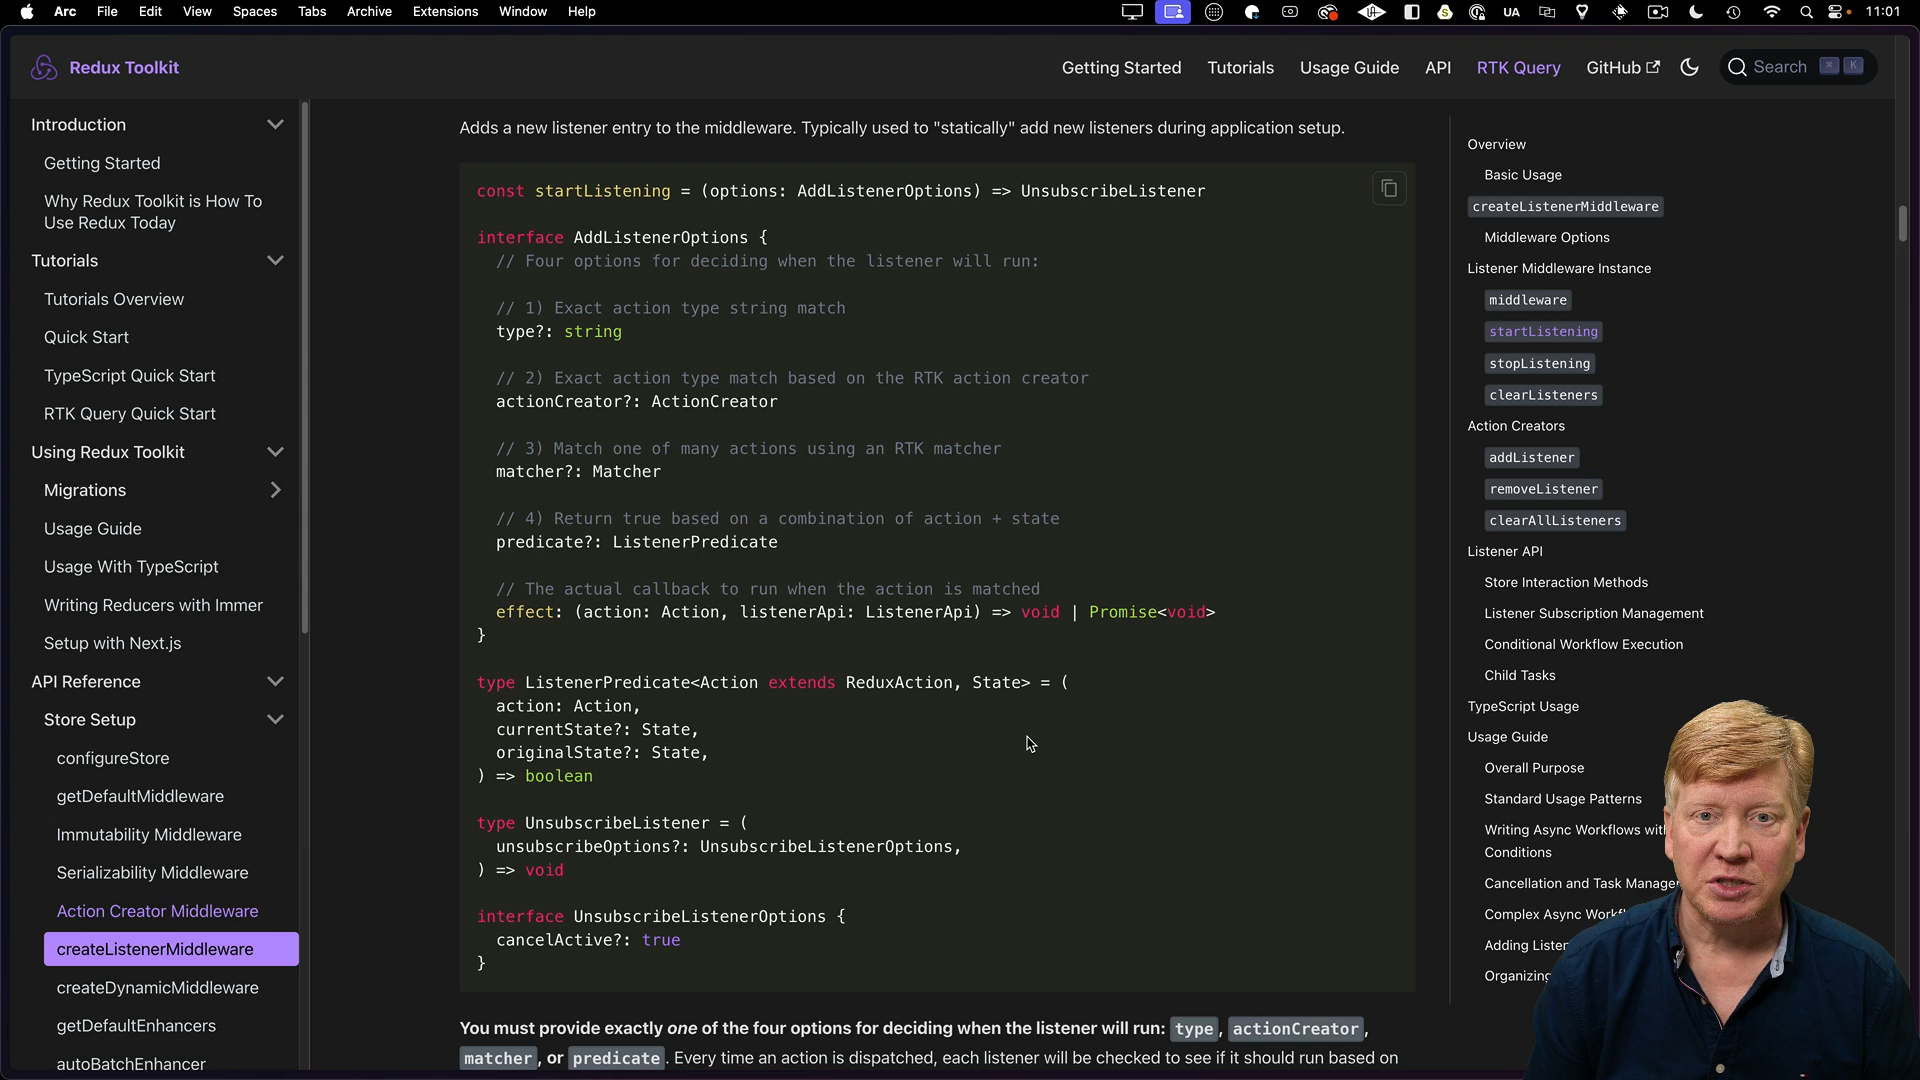 Arc File Edit View Spaces Tabs Archive Extensions Window Help UA 11:01
Redux Toolkit
Getting Started Tutorials Usage Guide API RTK Query GitHub Search ⌘ K
Introduction
Getting Started
Why Redux Toolkit is How To
Use Redux Today
Tutorials
Tutorials Overview
Quick Start
TypeScript Quick Start
RTK Query Quick Start
Using Redux Toolkit
Migrations
Usage Guide
Usage With TypeScript
Writing Reducers with Immer
Setup with Next.js
API Reference
Store Setup
configureStore
getDefaultMiddleware
Immutability Middleware
Serializability Middleware
Action Creator Middleware
createListenerMiddleware
createDynamicMiddleware
getDefaultEnhancers
autoBatchEnhancer
Adds a new listener entry to the middleware. Typically used to "statically" add new listeners during application setup.
const startListening = (options: AddListenerOptions) => UnsubscribeListener
interface AddListenerOptions {
// Four options for deciding when the listener will run:
// 1) Exact action type string match
type?: string
// 2) Exact action type match based on the RTK action creator
actionCreator?: ActionCreator
// 3) Match one of many actions using an RTK matcher
matcher?: Matcher
// 4) Return true based on a combination of action + state
predicate?: ListenerPredicate
// The actual callback to run when the action is matched
effect: (action: Action, listenerApi: ListenerApi) => void | Promise<void>
}
type ListenerPredicate<Action extends ReduxAction, State> = (
action: Action,
currentState?: State,
originalState?: State,
) => boolean
type UnsubscribeListener = (
unsubscribeOptions?: UnsubscribeListenerOptions,
) => void
interface UnsubscribeListenerOptions {
cancelActive?: true
}
You must provide exactly one of the four options for deciding when the listener will run: type, actionCreator,
matcher, or predicate. Every time an action is dispatched, each listener will be checked to see if it should run based on
Overview
Basic Usage
createListenerMiddleware
Middleware Options
Listener Middleware Instance
middleware
startListening
stopListening
clearListeners
Action Creators
addListener
removeListener
clearAllListeners
Listener API
Store Interaction Methods
Listener Subscription Management
Conditional Workflow Execution
Child Tasks
TypeScript Usage
Usage Guide
Overall Purpose
Standard Usage Patterns
Writing Async Workflows with
Conditions
Cancellation and Task Manage
Complex Async Workf
Adding Listen
Organizing